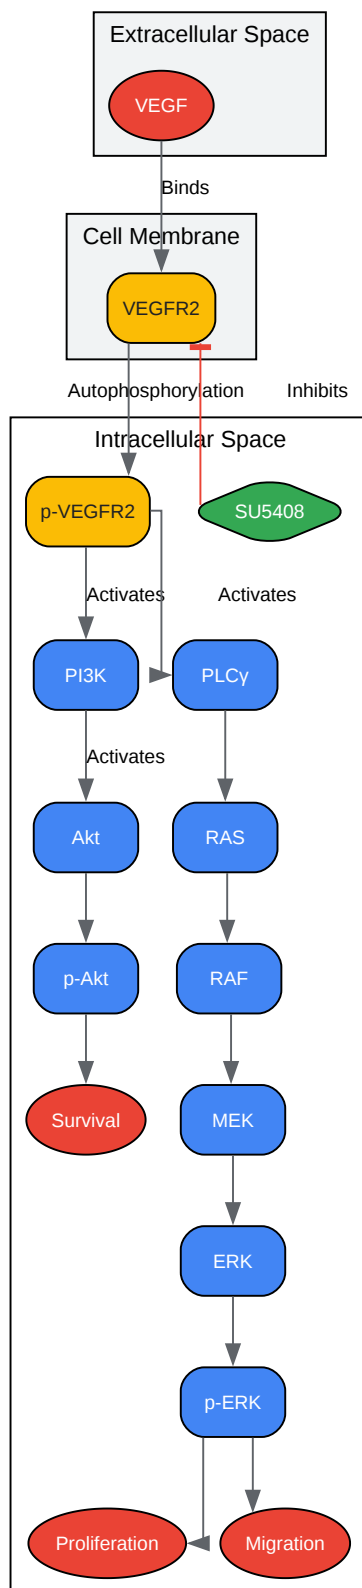 Extracellular Space
VEGF
Binds
Cell Membrane
VEGFR2
Autophosphorylation
Inhibits
Intracellular Space
p-VEGFR2
SU5408
Activates
Activates
PI3K
PLCγ
Activates
Akt
RAS
p-Akt
RAF
Survival
MEK
ERK
p-ERK
Proliferation
Migration